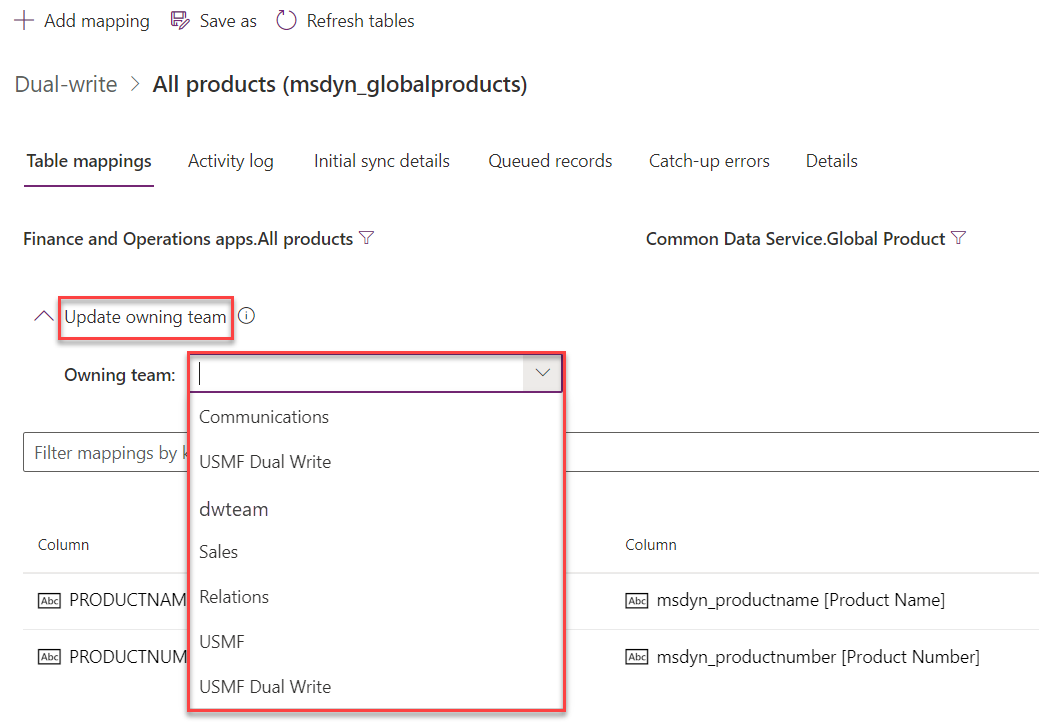 Add mapping Save as Refresh tables
Dual-write > All products (msdyn_globalproducts)
Table mappings Activity log Initial sync details Queued records Catch-up errors Details
Finance and Operations apps.All products Common Data Service.Global Product
Update owning team
Owning team:
Communications
Filter mappings by
USMF Dual Write
dwteam
Column Column
Sales
Relations
PRODUCTNAM Abc msdyn_productname [Product Name]
USMF
PRODUCTNUM Abc msdyn_productnumber [Product Number]
USMF Dual Write